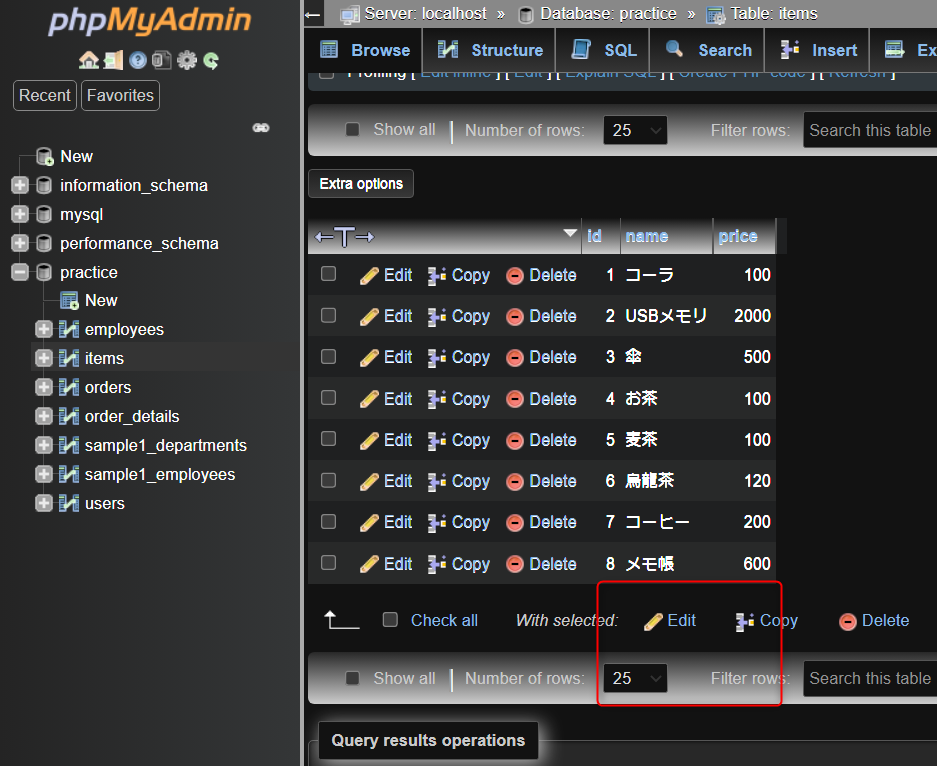 phpMyAdmin
Recent Favorites
New
information_schema
mysql
performance_schema
practice
New
employees
items
orders
order_details
sample1_departments
sample1_employees
users
Server: localhost » Database: practice » Table: items
Browse Structure SQL Search Insert Ex
Profiling [ Edit inline ] [ Edit ] [ Explain SQL ] [ Create PHP code ] [ Refresh ]
Show all Number of rows: 25 Filter rows: Search this table
Extra options
←T→ id name price
Edit Copy Delete 1 コーラ 100
Edit Copy Delete 2 USBメモリ 2000
Edit Copy Delete 3 傘 500
Edit Copy Delete 4 お茶 100
Edit Copy Delete 5 麦茶 100
Edit Copy Delete 6 烏龍茶 120
Edit Copy Delete 7 コーヒー 200
Edit Copy Delete 8 メモ帳 600
Check all With selected: Edit Copy Delete
Show all Number of rows: 25 Filter rows: Search this table
Query results operations